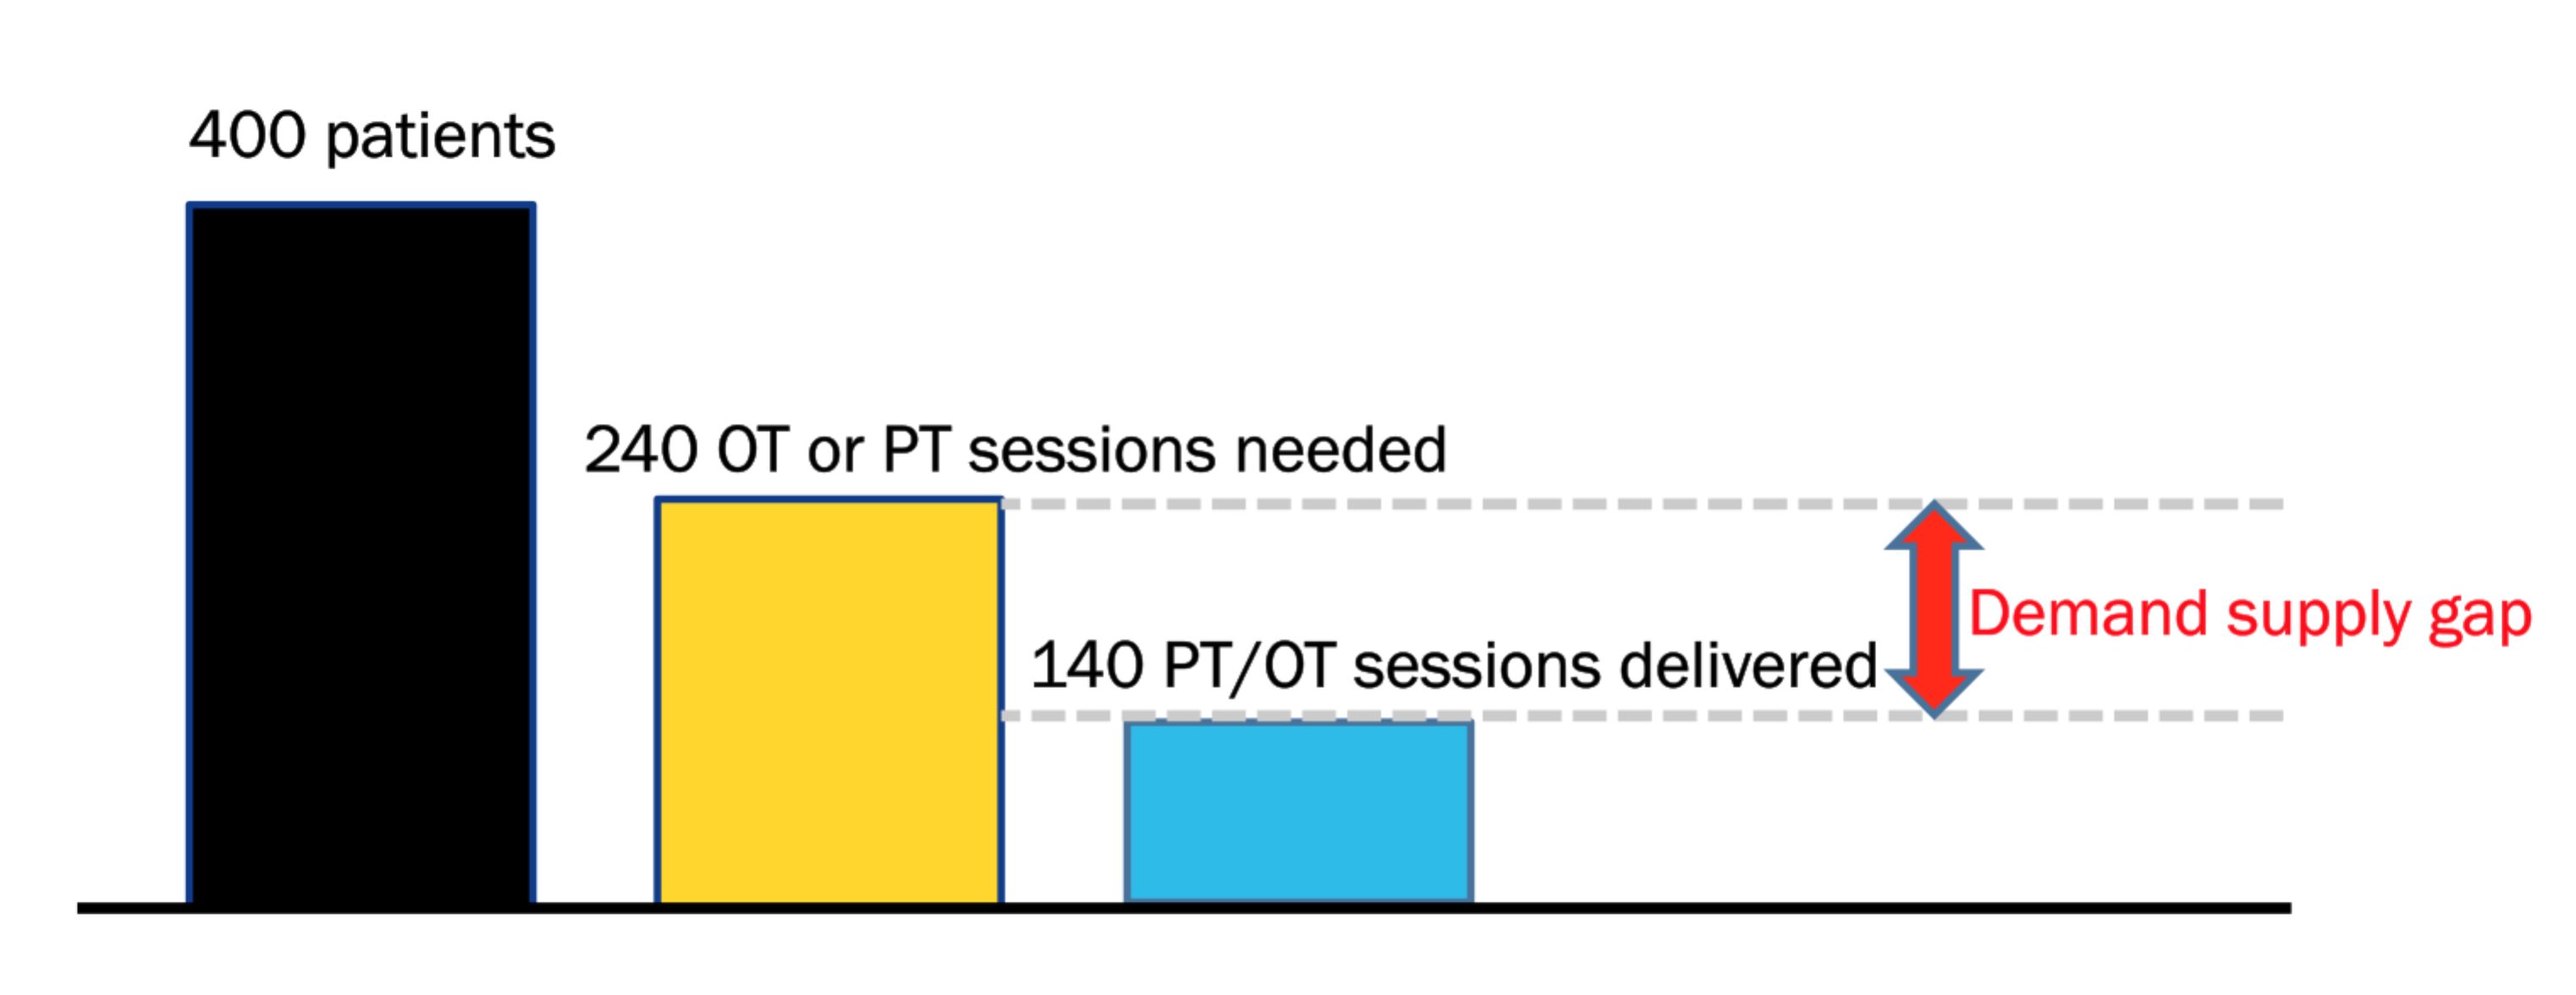 400 patients
240 OT or PT sessions needed
140 PT/OT sessions delivered
Demand supply gap